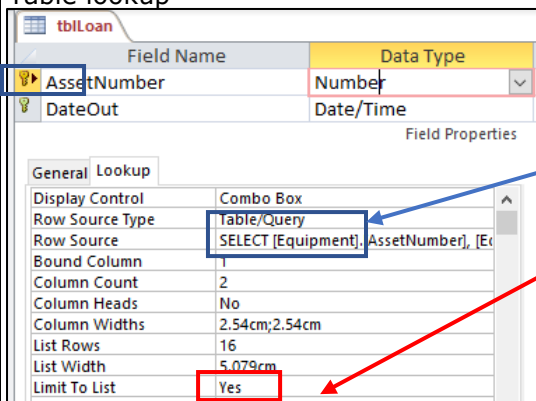 Table lookup
tblLoan
Field Name Data Type
AssetNumber Number
DateOut Date/Time
Field Properties
General Lookup
Display Control Combo Box
Row Source Type Table/Query
Row Source SELECT [Equipment]. AssetNumber], [E
Bound Column 1
Column Count 2
Column Heads No
Column Widths 2.54cm;2.54cm
List Rows 16
List Width 5.079cm
Limit To List Yes